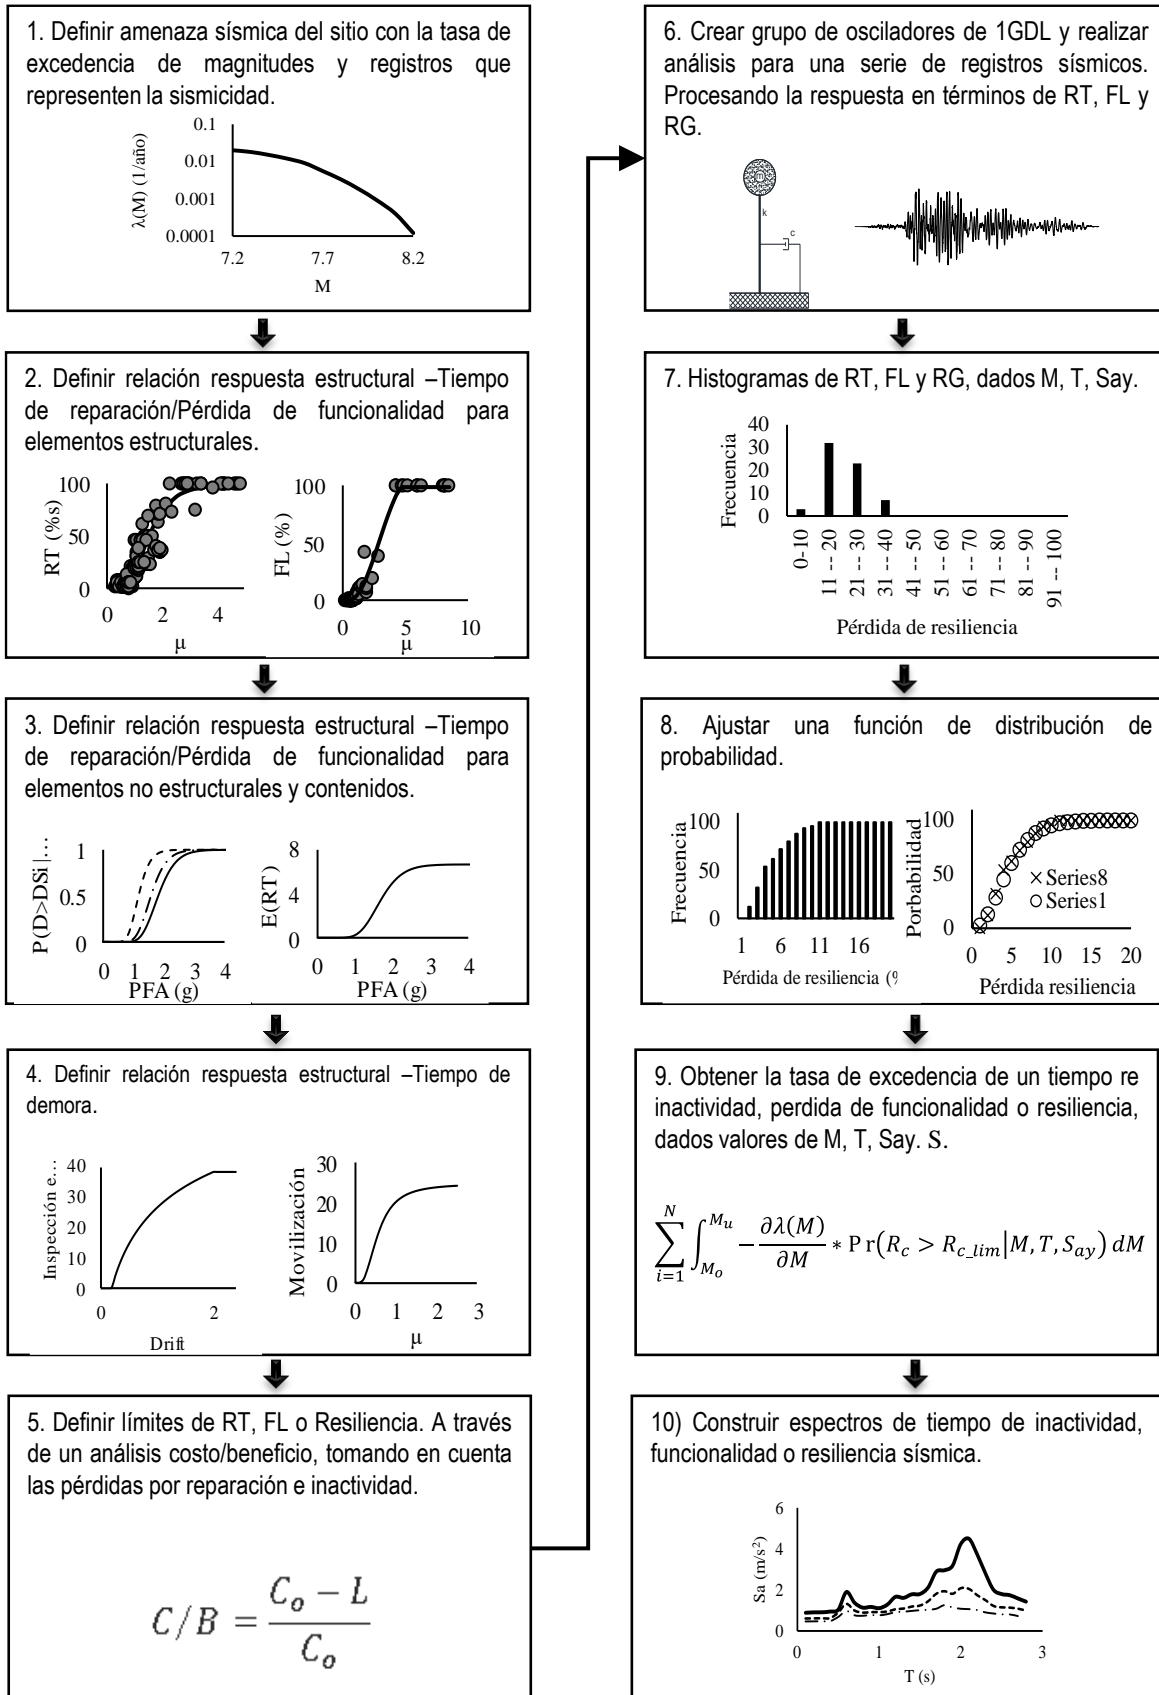 1. Definir amenaza sísmica del sitio con la tasa de
excedencia de magnitudes y registros que
representen la sismicidad.
λ(M) (1/año)
0.1
0.01
0.001
0.0001
7.2 7.7 8.2
M
2. Definir relación respuesta estructural –Tiempo
de reparación/Pérdida de funcionalidad para
elementos estructurales.
RT (%s)
100
50
0
0 2 4
μ
FL (%)
100
50
0
0 5 10
μ
3. Definir relación respuesta estructural –Tiempo
de reparación/Pérdida de funcionalidad para
elementos no estructurales y contenidos.
P(D>DSi|…
1
0.5
0
0 1 2 3 4
PFA (g)
E(RT)
8
4
0
0 1 2 3 4
PFA (g)
4. Definir relación respuesta estructural –Tiempo de
demora.
Inspección e…
40
30
20
10
0
0 2
Drift
Movilización
30
20
10
0
0 1 2 3
μ
5. Definir límites de RT, FL o Resiliencia. A través
de un análisis costo/beneficio, tomando en cuenta
las pérdidas por reparación e inactividad.
C/B = \frac{C_o − L}{C_o}
6. Crear grupo de osciladores de 1GDL y realizar
análisis para una serie de registros sísmicos.
Procesando la respuesta en términos de RT, FL y
RG.
m
k
c
7. Histogramas de RT, FL y RG, dados M, T, Say.
Frecuencia
40
30
20
10
0
0-10
11 -- 20
21 -- 30
31 -- 40
41 -- 50
51 -- 60
61 -- 70
71 -- 80
81 -- 90
91 -- 100
Pérdida de resiliencia
8. Ajustar una función de distribución de
probabilidad.
Frecuencia
100
50
0
1 6 11 16
Pérdida de resiliencia (%
Porbabilidad
100
50
0
×Series8
○Series1
0 5 10 15 20
Pérdida resiliencia
9. Obtener la tasa de excedencia de un tiempo re
inactividad, perdida de funcionalidad o resiliencia,
dados valores de M, T, Say. S.
\sum_{i=1}^{N} \int_{M_o}^{M_u} −\frac{∂λ(M)}{∂M} * Pr(R_c > R_{c\_lim}|M, T, S_{ay}) dM
10) Construir espectros de tiempo de inactividad,
funcionalidad o resiliencia sísmica.
Sa (m/s²)
6
4
2
0
0 1 2 3
T (s)